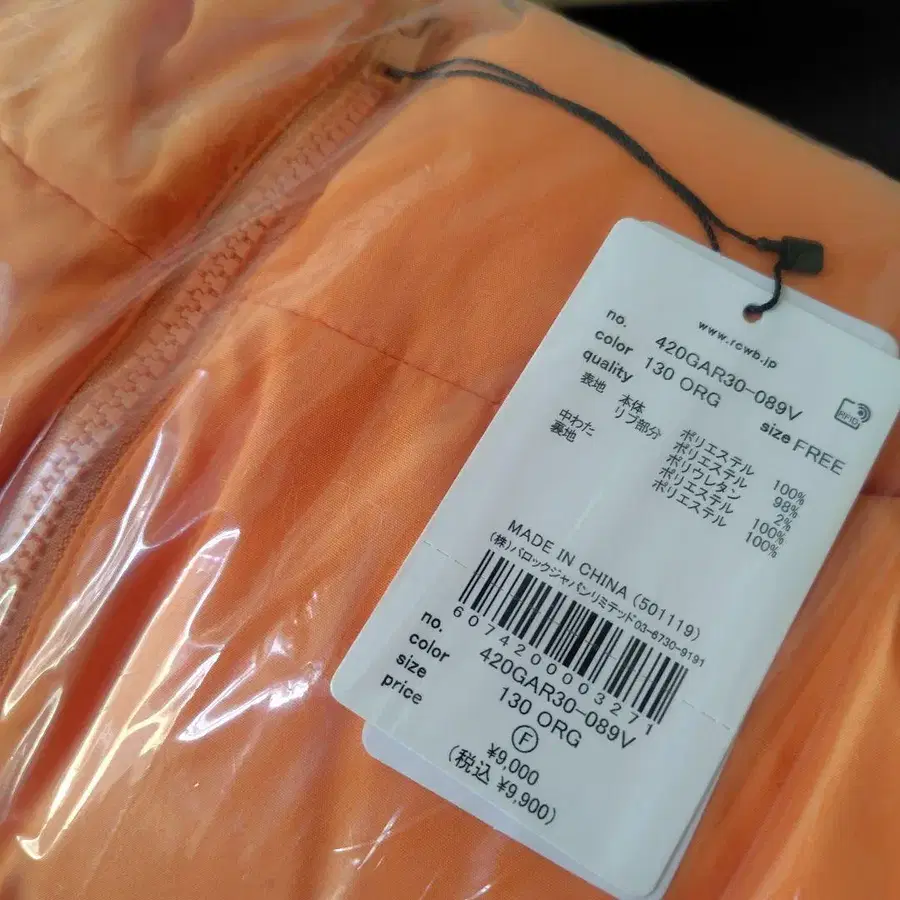 www.rcwb.jp
no. 420GAR30-089V
color 130 ORG size FREE
quality
RFID
表地 本体 ポリエステル 100%
リブ部分 ポリエステル 98%
ポリウレタン 2%
中わた ポリエステル 100%
裏地 ポリエステル 100%
MADE IN CHINA (501119)
(株)バロックジャパンリミテッド 03-6730-9191
6074200003271
no. 420GAR30-089V
color 130 ORG
size F
price ¥9,000
(税込 ¥9,900)